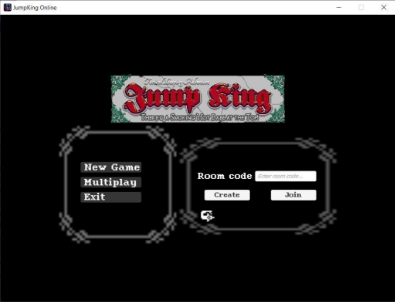 JumpKing Online
Jump King
New Game
Multiplay
Exit
Room code
Enter room code...
Create
Join